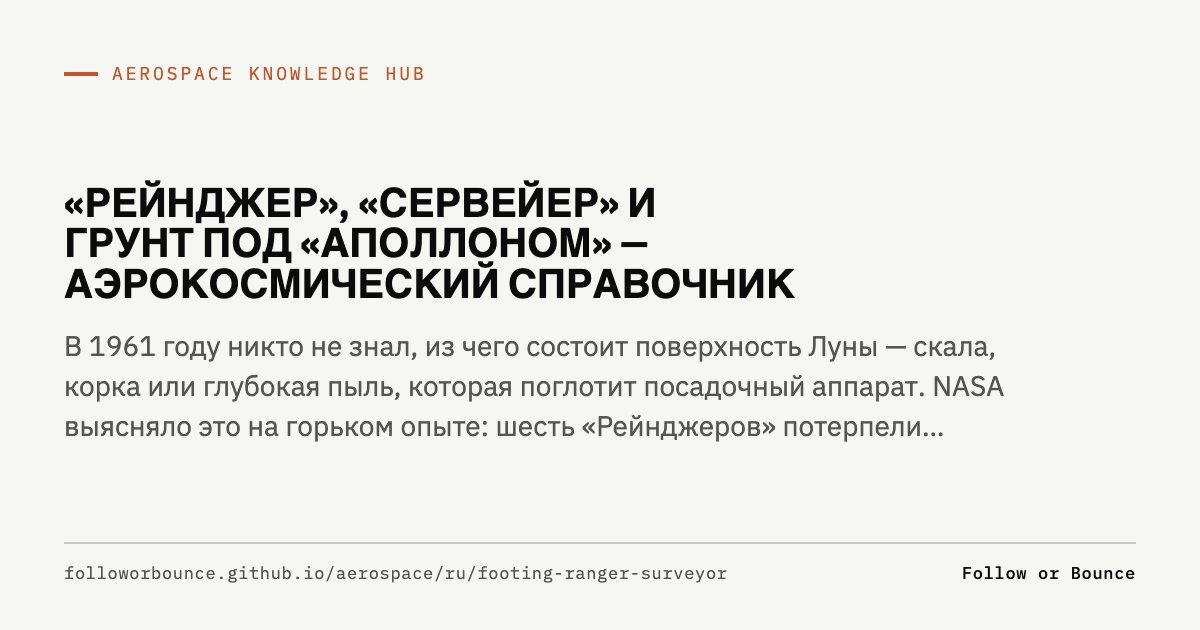 AEROSPACE KNOWLEDGE HUB
«РЕЙНДЖЕР», «СЕРВЕЙЕР» И
ГРУНТ ПОД «АПОЛЛОНОМ» —
АЭРОКОСМИЧЕСКИЙ СПРАВОЧНИК
В 1961 году никто не знал, из чего состоит поверхность Луны — скала,
корка или глубокая пыль, которая поглотит посадочный аппарат. NASA
выясняло это на горьком опыте: шесть «Рейнджеров» потерпели…
followorbounce.github.io/aerospace/ru/footing-ranger-surveyor
Follow or Bounce